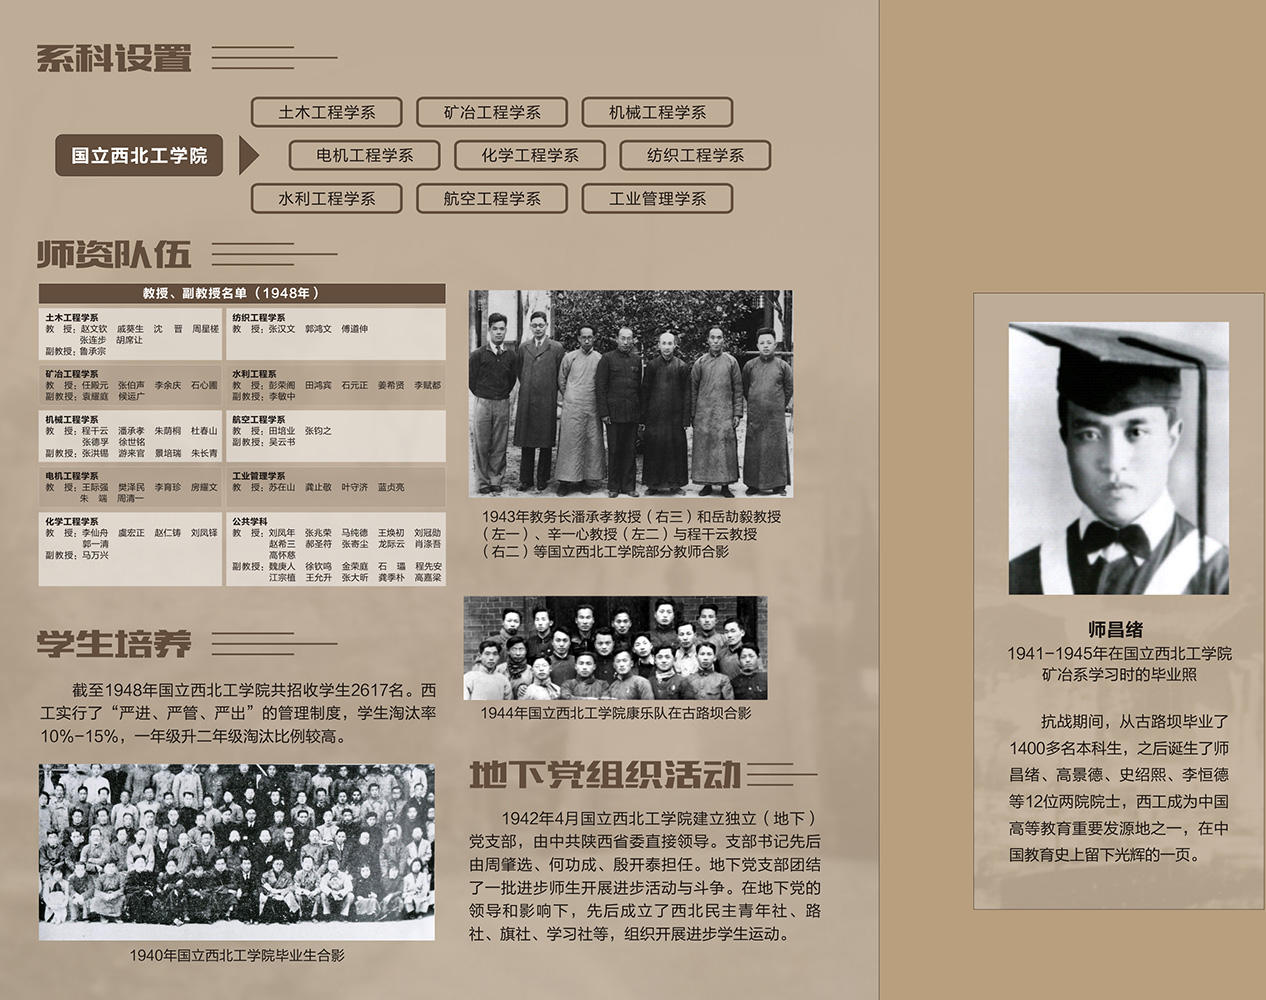 系科设置
国立西北工学院
土木工程学系 矿冶工程学系 机械工程学系
电机工程学系 化学工程学系 纺织工程学系
水利工程学系 航空工程学系 工业管理学系
师资队伍
教授、副教授名单（1948年）
土木工程学系
教 授：赵文钦 戚葵生 沈 晋 周星槎
张连步 胡席让
副教授：鲁承宗
纺织工程学系
教 授：张汉文 郭鸿文 傅道伸
矿冶工程学系
教 授：任殿元 张伯声 李余庆 石心圃
副教授：袁耀庭 候运广
水利工程系
教 授：彭荣阁 田鸿宾 石元正 姜希贤 李赋都
副教授：李敏中
机械工程学系
教 授：程干云 潘承孝 朱荫桐 杜春山
张德孚 徐世铭
副教授：张洪锡 游来官 景培瑞 朱长青
航空工程学系
教 授：田培业 张钧之
副教授：吴云书
电机工程学系
教 授：王际强 樊泽民 李育珍 房耀文
朱 端 周清一
工业管理学系
教 授：苏在山 龚止敬 叶守济 蓝贞亮
化学工程学系
教 授：李仙舟 虞宏正 赵仁铸 刘凤铎
郭一清
副教授：马万兴
公共学科
教 授：刘凤年 张兆荣 马纯德 王焕初 刘冠勋
赵希三 郝圣符 张寄尘 龙际云 肖涤吾
高怀慈
副教授：魏庚人 徐钦鸣 金荣庭 石 瑞 程先安
江宗植 王允升 张大昕 龚季朴 高嘉梁
1943年教务长潘承孝教授（右三）和岳劼毅教授
（左一）、辛一心教授（左二）与程干云教授
（右二）等国立西北工学院部分教师合影
1944年国立西北工学院康乐队在古路坝合影
学生培养
截至1948年国立西北工学院共招收学生2617名。西
工实行了“严进、严管、严出”的管理制度，学生淘汰率
10%-15%，一年级升二年级淘汰比例较高。
1940年国立西北工学院毕业生合影
地下党组织活动
1942年4月国立西北工学院建立独立（地下）
党支部，由中共陕西省委直接领导。支部书记先后
由周肇选、何功成、殷开泰担任。地下党支部团结
了一批进步师生开展进步活动与斗争。在地下党的
领导和影响下，先后成立了西北民主青年社、路
社、旗社、学习社等，组织开展进步学生运动。
师昌绪
1941-1945年在国立西北工学院
矿冶系学习时的毕业照
抗战期间，从古路坝毕业了
1400多名本科生，之后诞生了师
昌绪、高景德、史绍熙、李恒德
等12位两院院士，西工成为中国
高等教育重要发源地之一，在中
国教育史上留下光辉的一页。